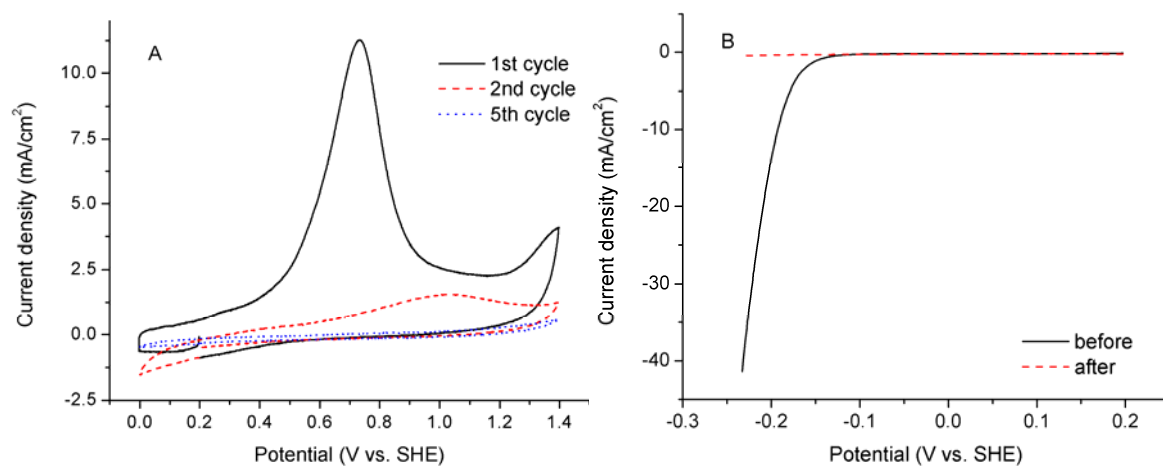 A
1st cycle
2nd cycle
5th cycle
10.0
7.5
5.0
2.5
0.0
-2.5
Current density (mA/cm²)
0.0 0.2 0.4 0.6 0.8 1.0 1.2 1.4
Potential (V vs. SHE)
B
0
-10
-20
-30
-40
Current density (mA/cm²)
before
after
-0.3 -0.2 -0.1 0.0 0.1 0.2
Potential (V vs. SHE)